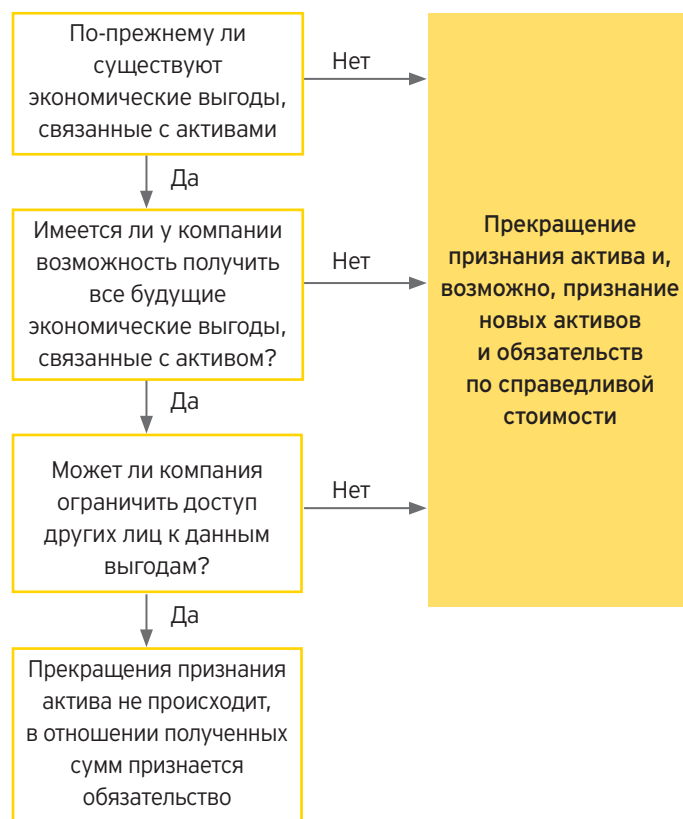 По-прежнему ли
существуют
экономические выгоды,
связанные с активами
Нет
Да
Имеется ли у компании
возможность получить
все будущие
экономические выгоды,
связанные с активом?
Нет
Да
Может ли компания
ограничить доступ
других лиц к данным
выгодам?
Нет
Да
Прекращения признания
актива не происходит,
в отношении полученных
сумм признается
обязательство
Прекращение
признания актива и,
возможно, признание
новых активов
и обязательств
по справедливой
стоимости